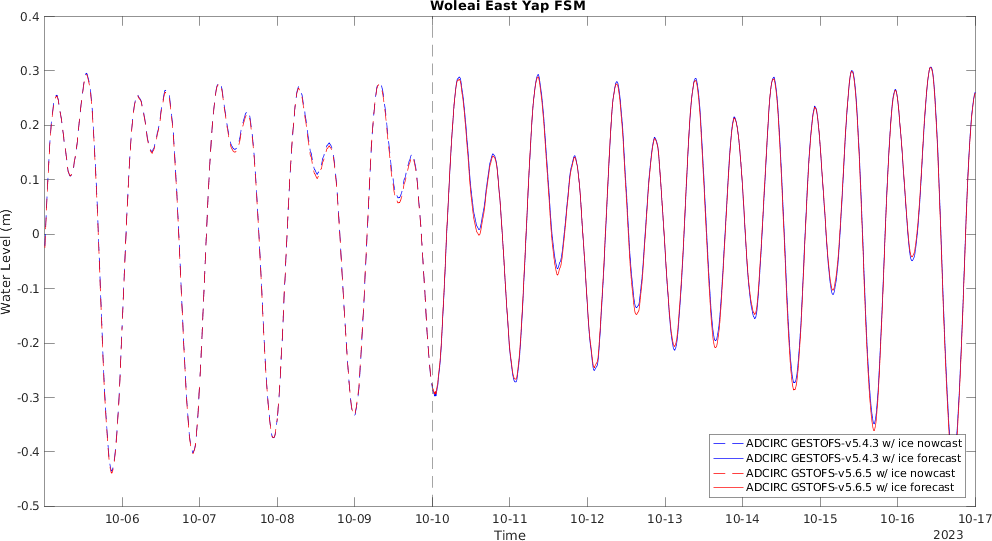 Woleai East Yap FSM
0.4
0.3
0.2
0.1
0
-0.1
-0.2
-0.3
-0.4
-0.5
Water Level (m)
ADCIRC GESTOFS-v5.4.3 w/ ice nowcast
ADCIRC GESTOFS-v5.4.3 w/ ice forecast
ADCIRC GSTOFS-v5.6.5 w/ ice nowcast
ADCIRC GSTOFS-v5.6.5 w/ ice forecast
10-06 10-07 10-08 10-09 10-10 10-11 10-12 10-13 10-14 10-15 10-16 10-17
Time
2023